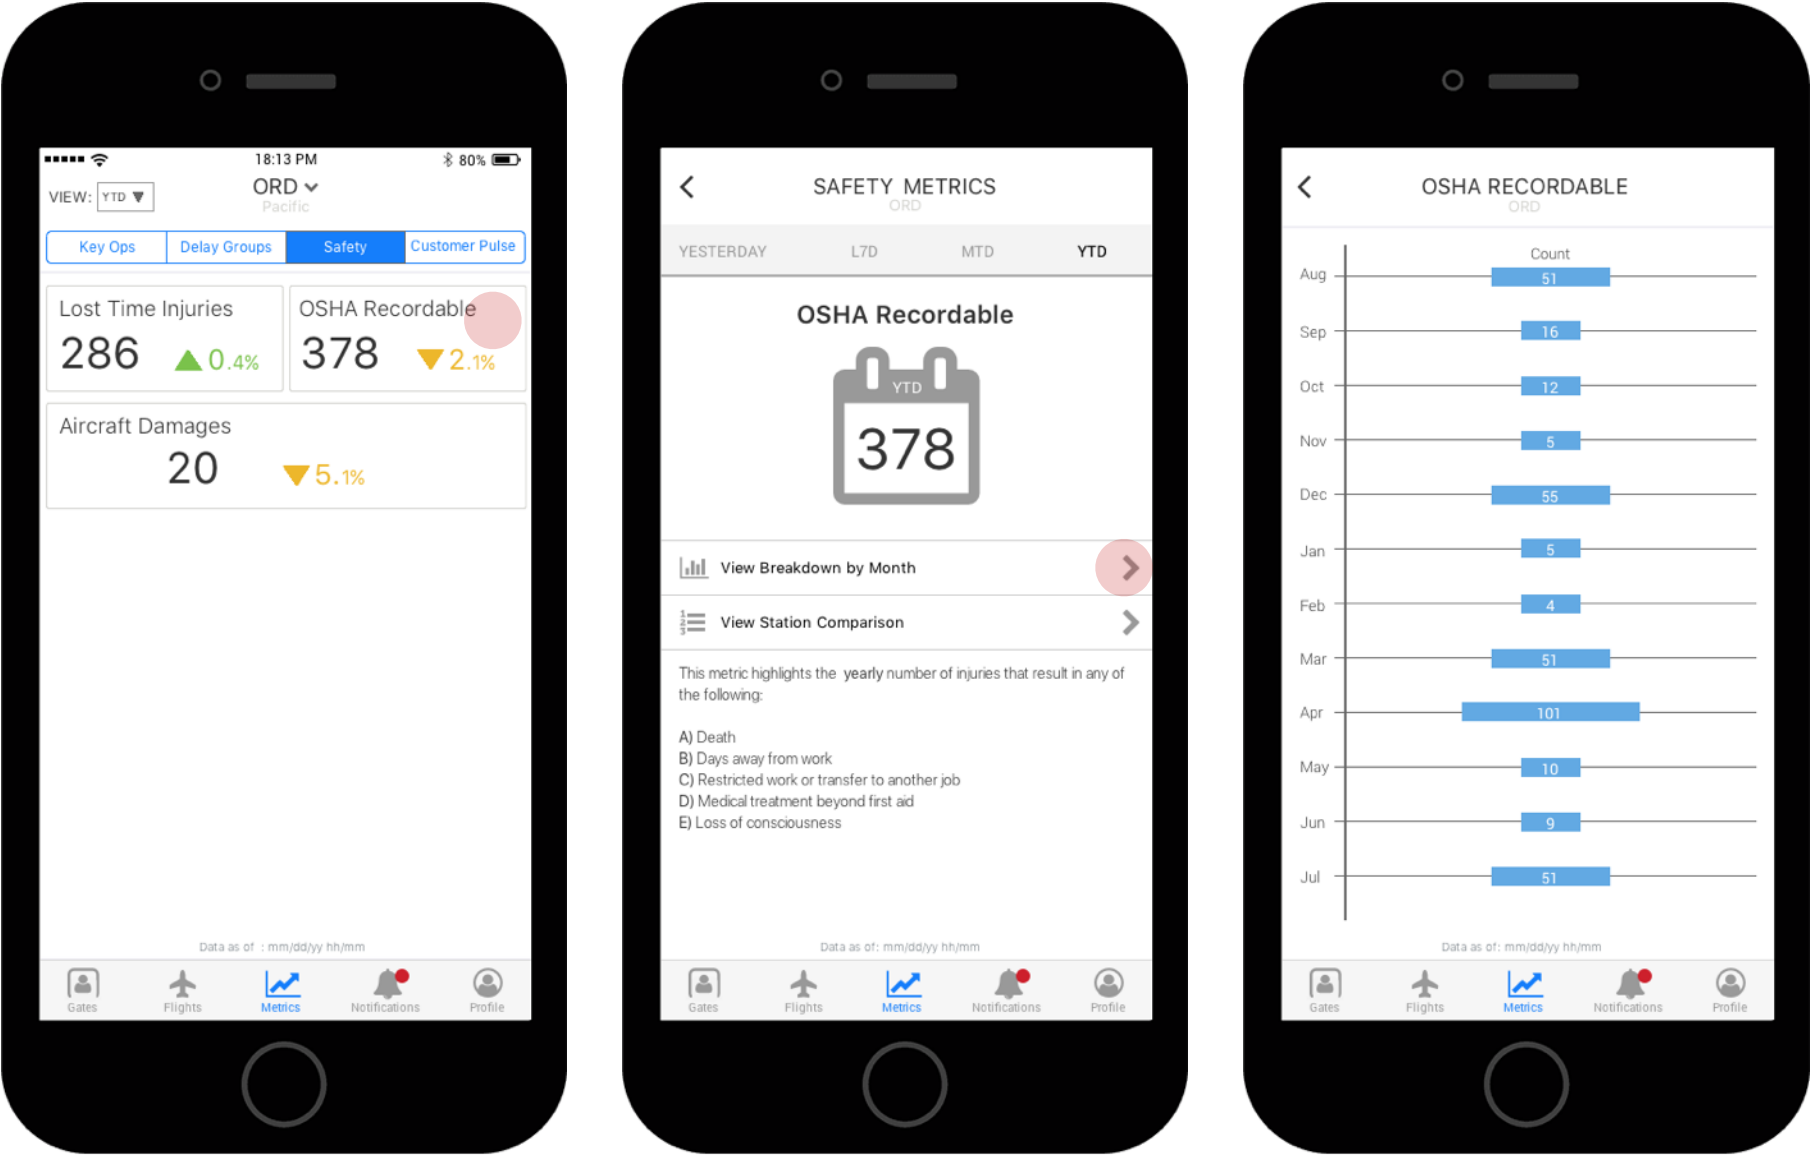 18:13 PM
80%
VIEW: YTD ▼
ORD
Pacific
Key Ops
Delay Groups
Safety
Customer Pulse
Lost Time Injuries
286
0.4%
OSHA Recordable
378
2.1%
Aircraft Damages
20
5.1%
Data as of : mm/dd/yy hh/mm
Gates
Flights
Metrics
Notifications
Profile
SAFETY METRICS
ORD
YESTERDAY
L7D
MTD
YTD
OSHA Recordable
YTD
378
View Breakdown by Month
1
2
3
View Station Comparison
This metric highlights the yearly number of injuries that result in any of
the following:
A) Death
B) Days away from work
C) Restricted work or transfer to another job
D) Medical treatment beyond first aid
E) Loss of consciousness
Data as of: mm/dd/yy hh/mm
Gates
Flights
Metrics
Notifications
Profile
OSHA RECORDABLE
ORD
Count
Aug 51
Sep 16
Oct 12
Nov 5
Dec 55
Jan 5
Feb 4
Mar 51
Apr 101
May 10
Jun 9
Jul 51
Data as of: mm/dd/yy hh/mm
Gates
Flights
Metrics
Notifications
Profile